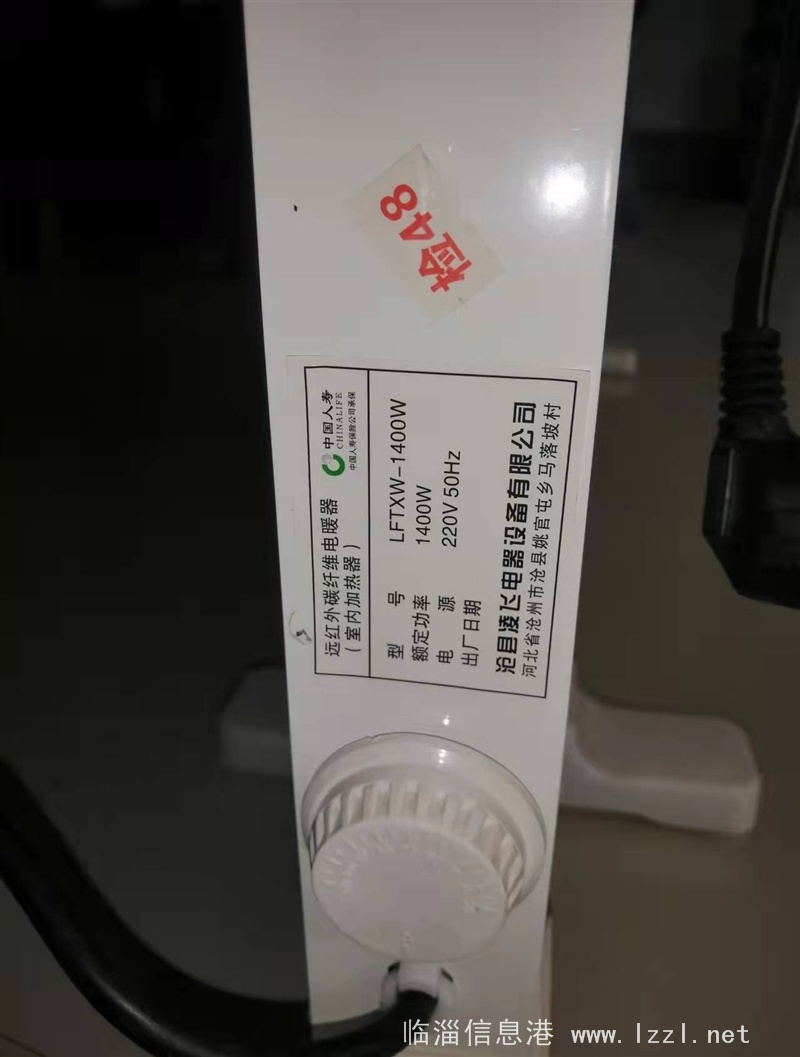 检48
中国人寿
CHINALIFE
中国人寿保险公司承保
远红外碳纤维电暖器
(室内加热器)
型 号 LFTXW-1400W
额定功率 1400W
电 源 220V 50Hz
出厂日期
沧县凌飞电器设备有限公司
河北省沧州市沧县姚官屯乡马落坡村
临淄信息港 www.lzzl.net